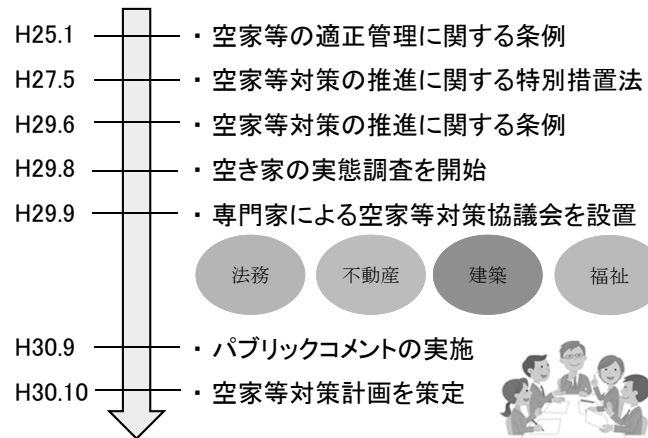 H25.1 ・空家等の適正管理に関する条例
H27.5 ・空家等対策の推進に関する特別措置法
H29.6 ・空家等対策の推進に関する条例
H29.8 ・空き家の実態調査を開始
H29.9 ・専門家による空家等対策協議会を設置
法務 不動産 建築 福祉
H30.9 ・パブリックコメントの実施
H30.10 ・空家等対策計画を策定